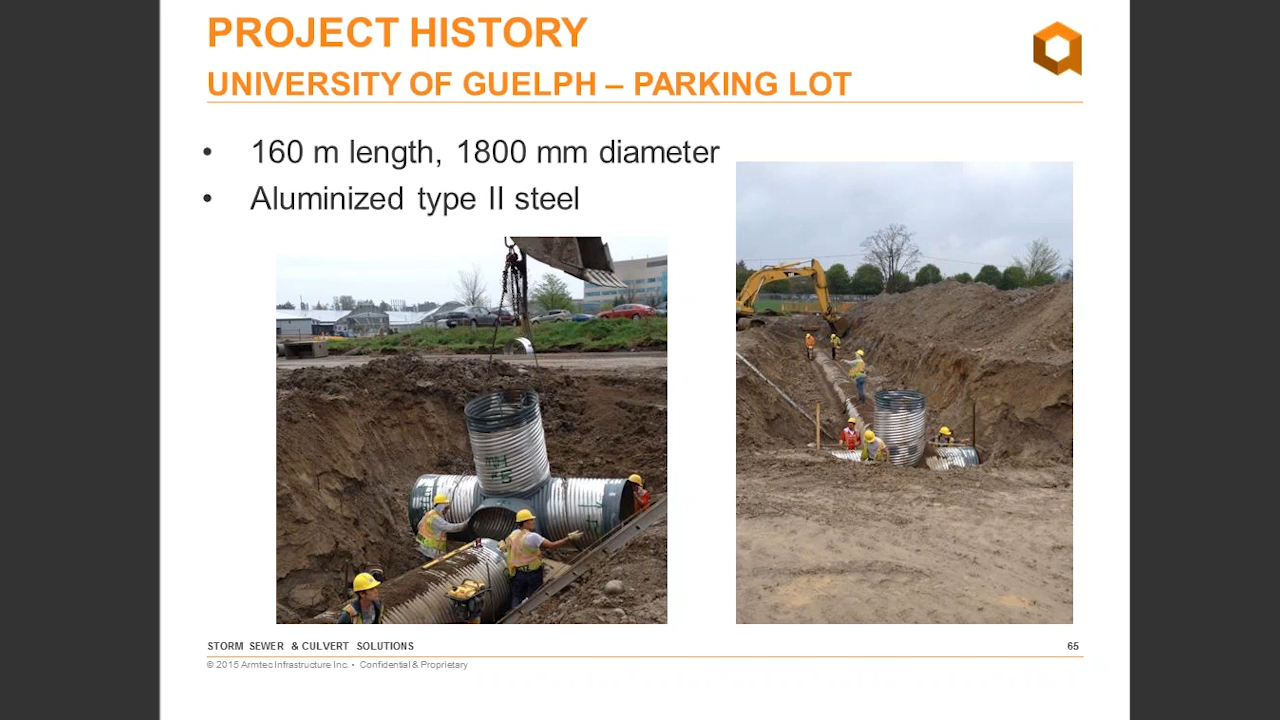 PROJECT HISTORY
UNIVERSITY OF GUELPH – PARKING LOT
• 160 m length, 1800 mm diameter
• Aluminized type II steel
STORM SEWER & CULVERT SOLUTIONS
65
© 2015 Armtec Infrastructure Inc. • Confidential & Proprietary